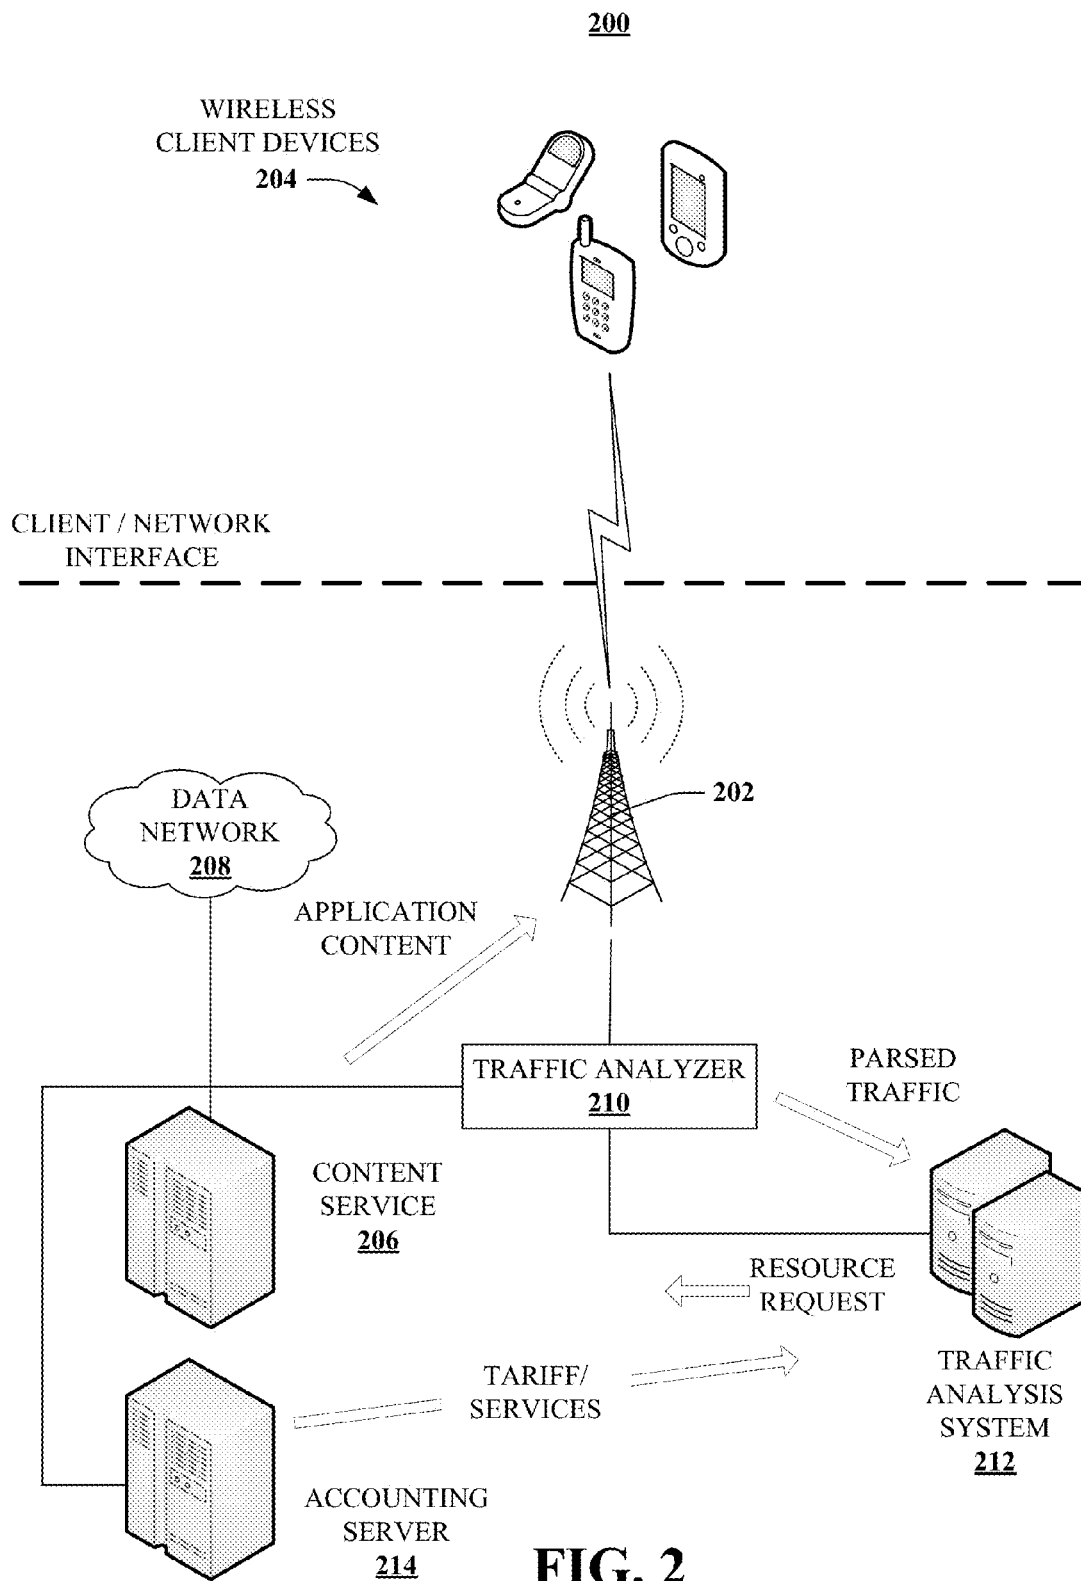 200
WIRELESS
CLIENT DEVICES
204
CLIENT / NETWORK
INTERFACE
202
DATA
NETWORK
208
APPLICATION
CONTENT
TRAFFIC ANALYZER
210
PARSED
TRAFFIC
CONTENT
SERVICE
206
RESOURCE
REQUEST
TARIFF/
SERVICES
TRAFFIC
ANALYSIS
SYSTEM
212
ACCOUNTING
SERVER
214
FIG. 2